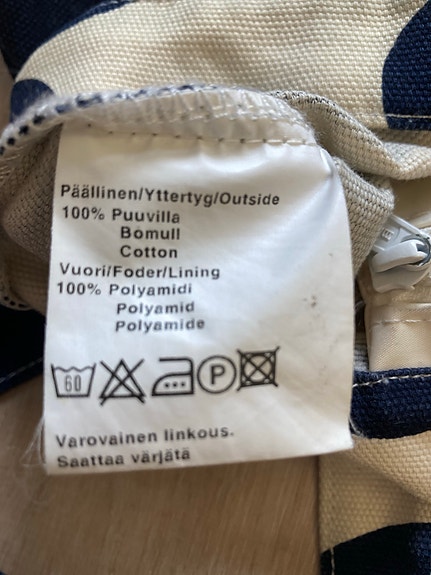 Päällinen/Yttertyg/Outside
100% Puuvilla
Bomull
Cotton
Vuori/Foder/Lining
100% Polyamidi
Polyamid
Polyamide
60 P
Varovainen linkous.
Saattaa värjätä